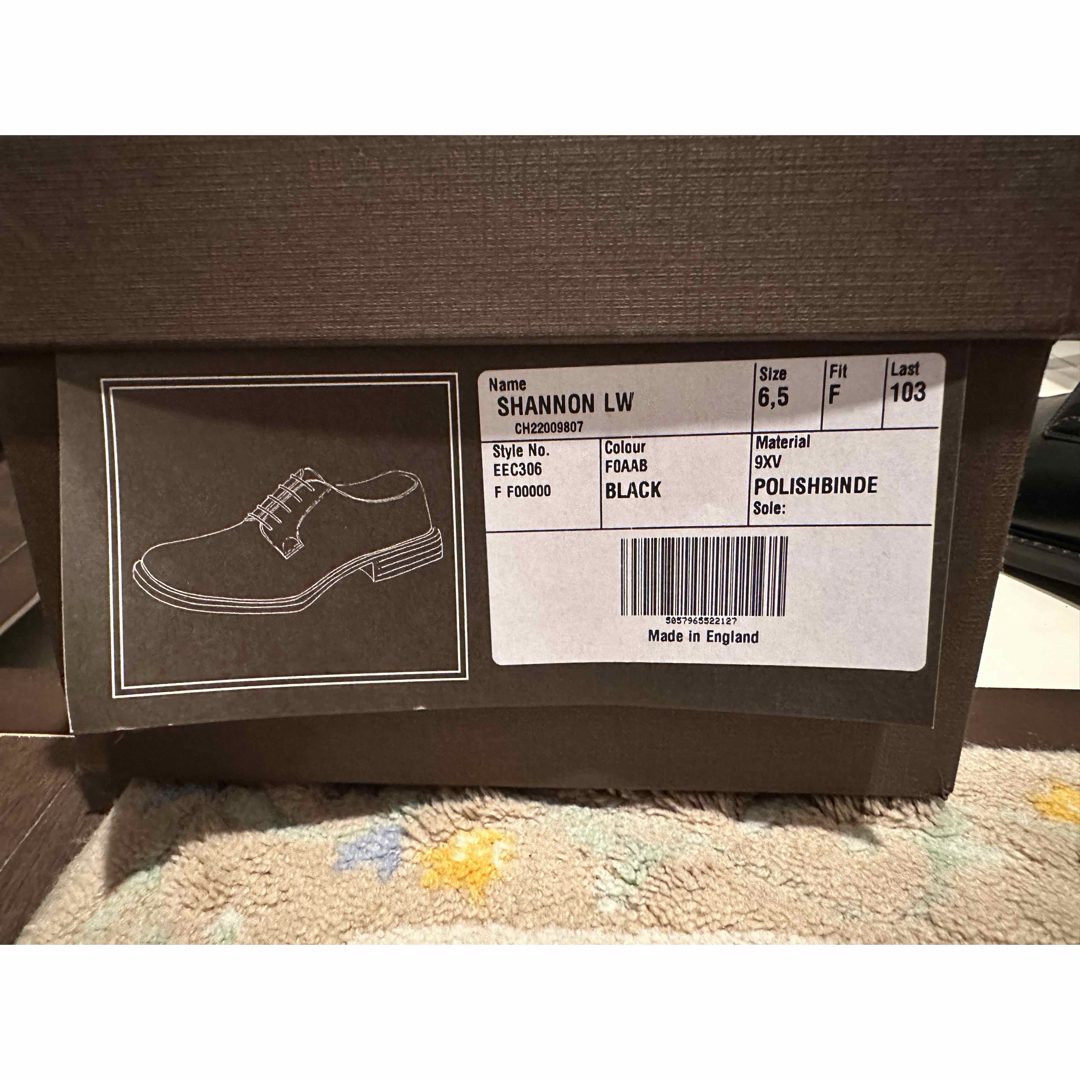 Name
SHANNON LW
CH22009807
Size
6,5
Fit
F
Last
103
Style No.
EEC306
F F00000
Colour
F0AAB
BLACK
Material
9XV
POLISHBINDE
Sole:
5057965522127
Made in England